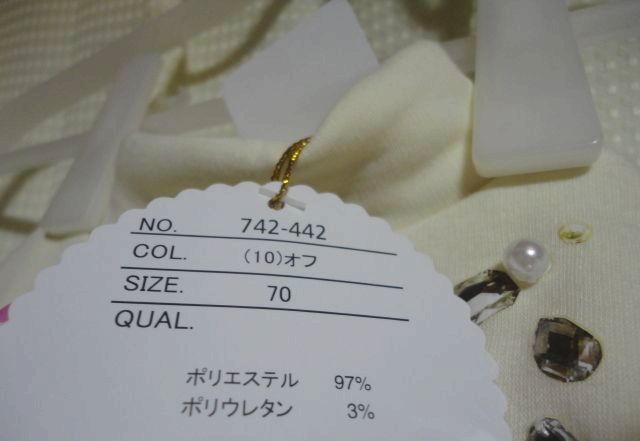 NO. 742-442
COL. (10)オフ
SIZE. 70
QUAL.
ポリエステル 97%
ポリウレタン 3%